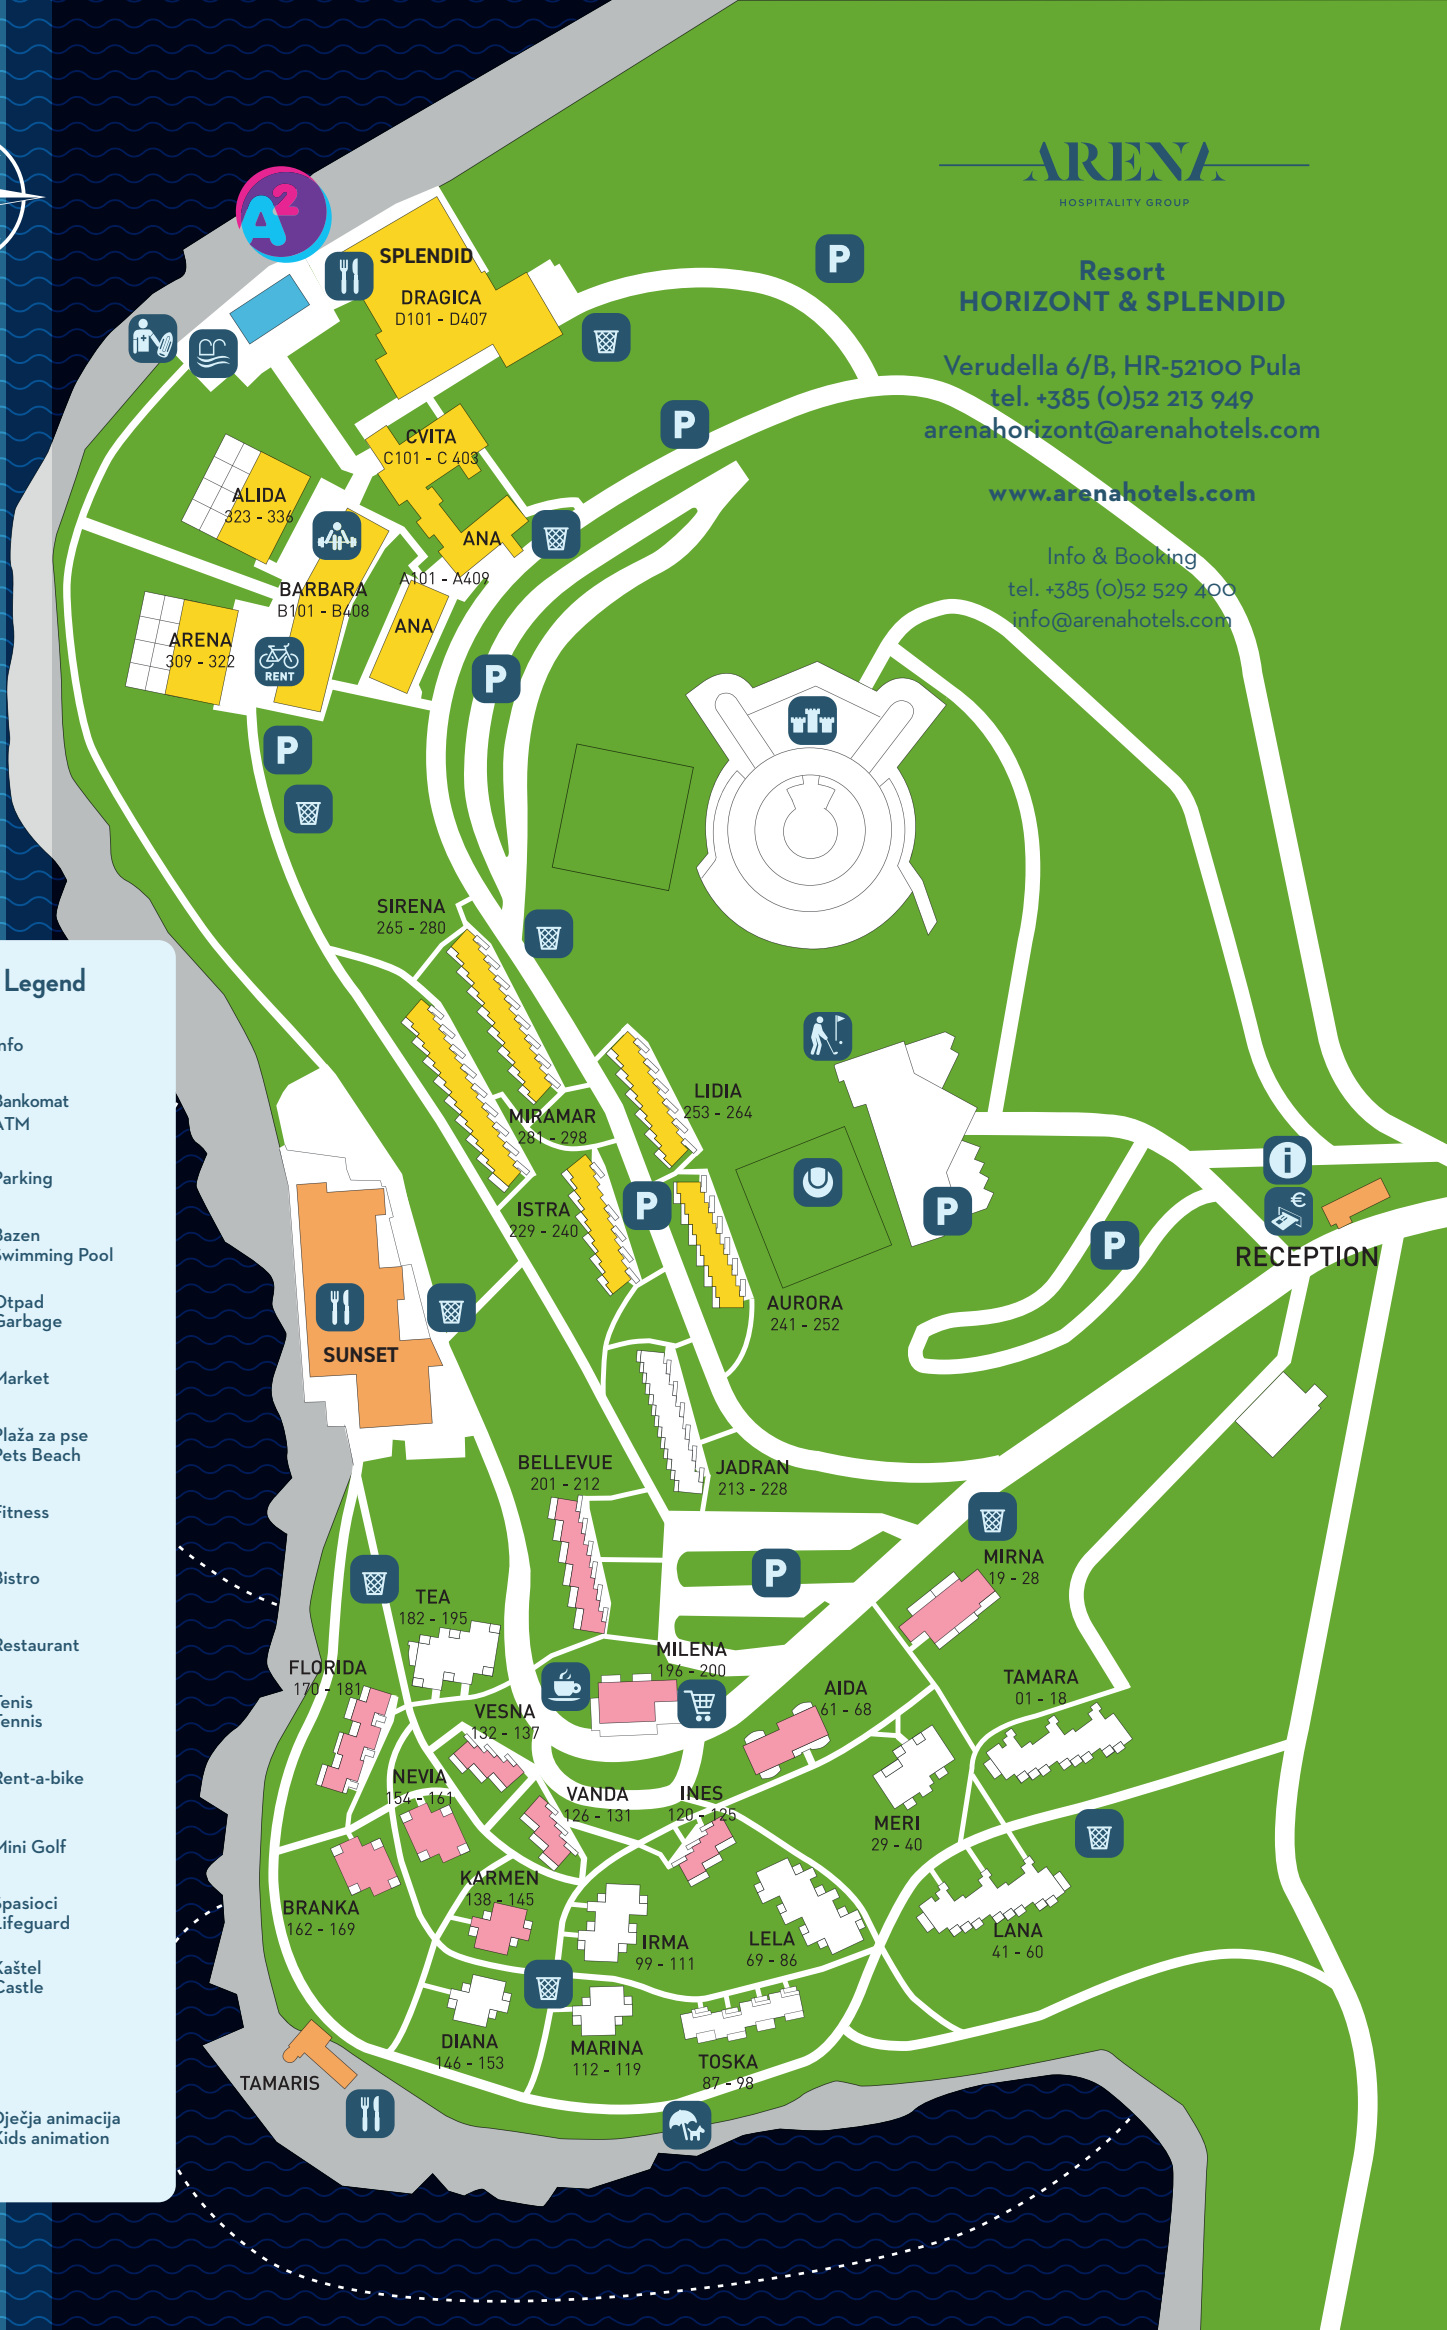 A2
ARENA
HOSPITALITY GROUP
Resort
HORIZONT & SPLENDID
Verudella 6/B, HR-52100 Pula
tel. +385 (0)52 213 949
arenahorizont@arenahotels.com
www.arenahotels.com
Info & Booking
tel. +385 (0)52 529 400
info@arenahotels.com
SPLENDID
DRAGICA
D101 - D407
P
P
CVITA
C101 - C 403
ALIDA
323 - 336
ANA
A101 - A409
BARBARA
B101 - B408
ANA
ARENA
309 - 322
RENT
P
P
SIRENA
265 - 280
LIDIA
253 - 264
MIRAMAR
281 - 298
ISTRA
229 - 240
P
P
P
i
€
RECEPTION
AURORA
241 - 252
SUNSET
BELLEVUE
201 - 212
JADRAN
213 - 228
P
MIRNA
19 - 28
TEA
182 - 195
MILENA
196 - 200
FLORIDA
170 - 181
TAMARA
01 - 18
AIDA
61 - 68
VESNA
132 - 137
NEVIA
154 - 161
VANDA
126 - 131
INES
120 - 125
MERI
29 - 40
KARMEN
138 - 145
BRANKA
162 - 169
IRMA
99 - 111
LELA
69 - 86
LANA
41 - 60
DIANA
146 - 153
MARINA
112 - 119
TOSKA
87 - 98
TAMARIS
Legend
nfo
Bankomat
ATM
Parking
Bazen
Swimming Pool
Otpad
Garbage
Market
Plaža za pse
Pets Beach
Fitness
Bistro
Restaurant
Tenis
Tennis
Rent-a-bike
Mini Golf
Spasioci
Lifeguard
Kaštel
Castle
Dječja animacija
Kids animation